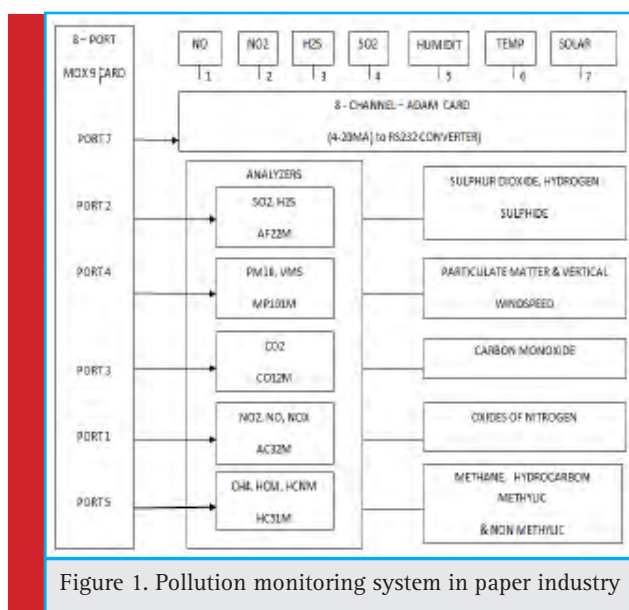 8 - PORT
MOX 9 CARD
NO NO2 H2S SO2 HUMIDIT TEMP SOLAR
1 2 3 4 5 6 7
8 - CHANNEL - ADAM CARD
(4-20MA) to RS232 CONVERTER)
PORT 7
ANALYZERS
PORT 2
SO2, H2S
AF22M
SULPHUR DIOXIDE, HYDROGEN
SULPHIDE
PORT 4
PM10, VMS
MP101M
PARTICULATE MATTER & VERTICAL
WINDSPEED
PORT 3
CO2
CO12M
CARBON MONOXIDE
PORT 1
NO2, NO, NOX
AC32M
OXIDES OF NITROGEN
PORT 5
CH4, HCM, HCNM
HC51M
METHANE, HYDROCARBON
METHYLIC
& NON METHYLIC
Figure 1. Pollution monitoring system in paper industry